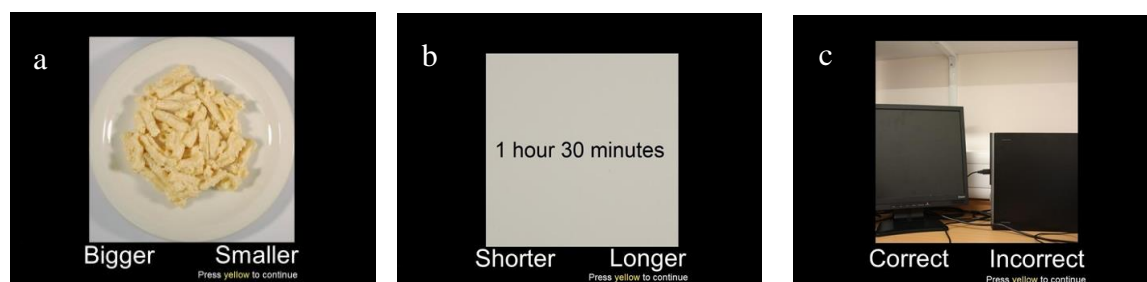 a
Bigger Smaller
Press yellow to continue
b
1 hour 30 minutes
Shorter Longer
Press yellow to continue
c
Correct Incorrect
Press yellow to continue